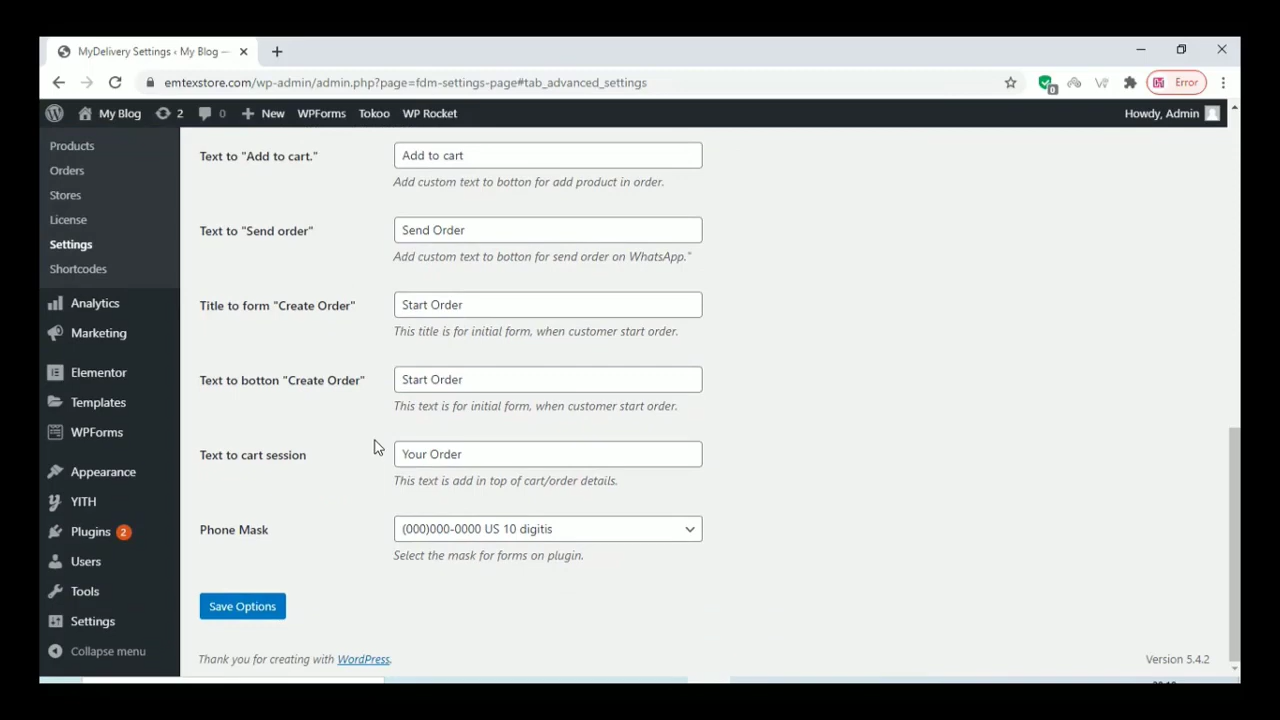 MyDelivery Settings ‹ My Blog —
emtexstore.com/wp-admin/admin.php?page=fdm-settings-page#tab_advanced_settings
0
Error
My Blog 2 0 New WPForms Tokoo WP Rocket Howdy, Admin
Products
Orders
Stores
License
Settings
Shortcodes
Analytics
Marketing
Elementor
Templates
WPForms
Appearance
YITH
Plugins 2
Users
Tools
Settings
Collapse menu
Text to "Add to cart."
Add to cart
Add custom text to botton for add product in order.
Text to "Send order"
Send Order
Add custom text to botton for send order on WhatsApp."
Title to form "Create Order"
Start Order
This title is for initial form, when customer start order.
Text to botton "Create Order"
Start Order
This text is for initial form, when customer start order.
Text to cart session
Your Order
This text is add in top of cart/order details.
Phone Mask
(000)000-0000 US 10 digitis
Select the mask for forms on plugin.
Save Options
Thank you for creating with WordPress.
Version 5.4.2